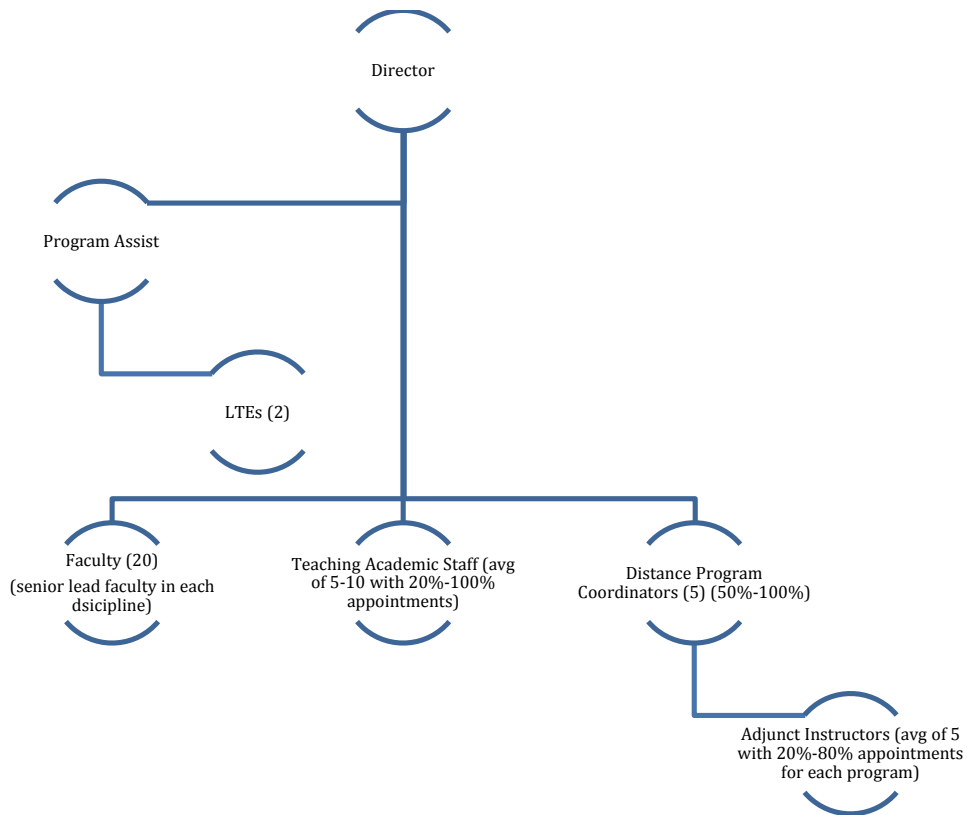 Director
Program Assist
LTEs (2)
Faculty (20)
(senior lead faculty in each
dsicipline)
Teaching Academic Staff (avg
of 5-10 with 20%-100%
appointments)
Distance Program
Coordinators (5) (50%-100%)
Adjunct Instructors (avg of 5
with 20%-80% appointments
for each program)